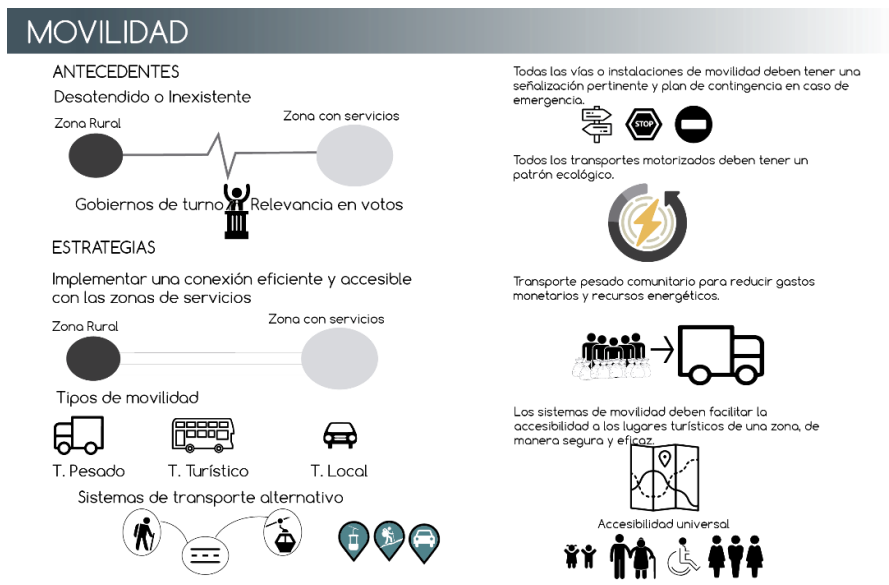 MOVILIDAD
ANTECEDENTES
Desatendido o Inexistente
Zona Rural
Zona con servicios
Gobiernos de turno
Relevancia en votos
ESTRATEGIAS
Implementar una conexión eficiente y accesible
con las zonas de servicios
Zona Rural
Zona con servicios
Tipos de movilidad
T. Pesado
T. Turístico
T. Local
Sistemas de transporte alternativo
Todas las vías o instalaciones de movilidad deben tener una
señalización pertinente y plan de contingencia en caso de
emergencia.
STOP
Todos los transportes motorizados deben tener un
patrón ecológico.
Transporte pesado comunitario para reducir gastos
monetarios y recursos energéticos.
Los sistemas de movilidad deben facilitar la
accesibilidad a los lugares turísticos de una zona, de
manera segura y eficaz.
Accesibilidad universal